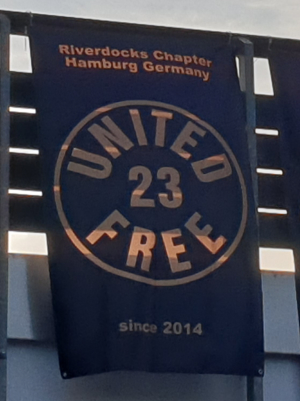 Riverdocks Chapter
Hamburg Germany
UNITED
23
FREE
since 2014